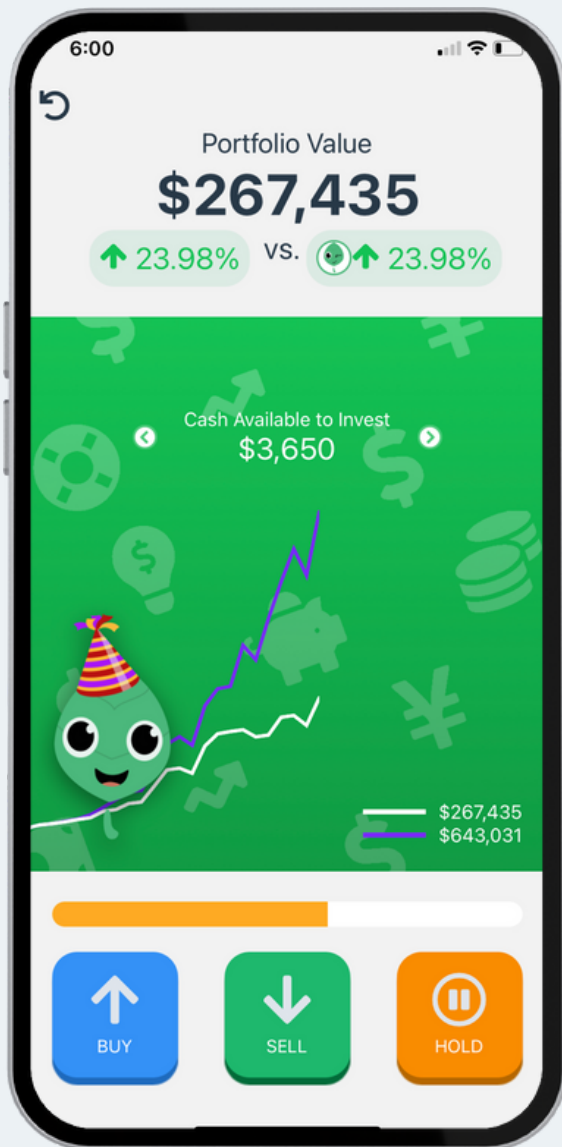 6:00
Portfolio Value
$267,435
23.98% vs. 23.98%
Cash Available to Invest
$3,650
$267,435
$643,031
BUY SELL HOLD